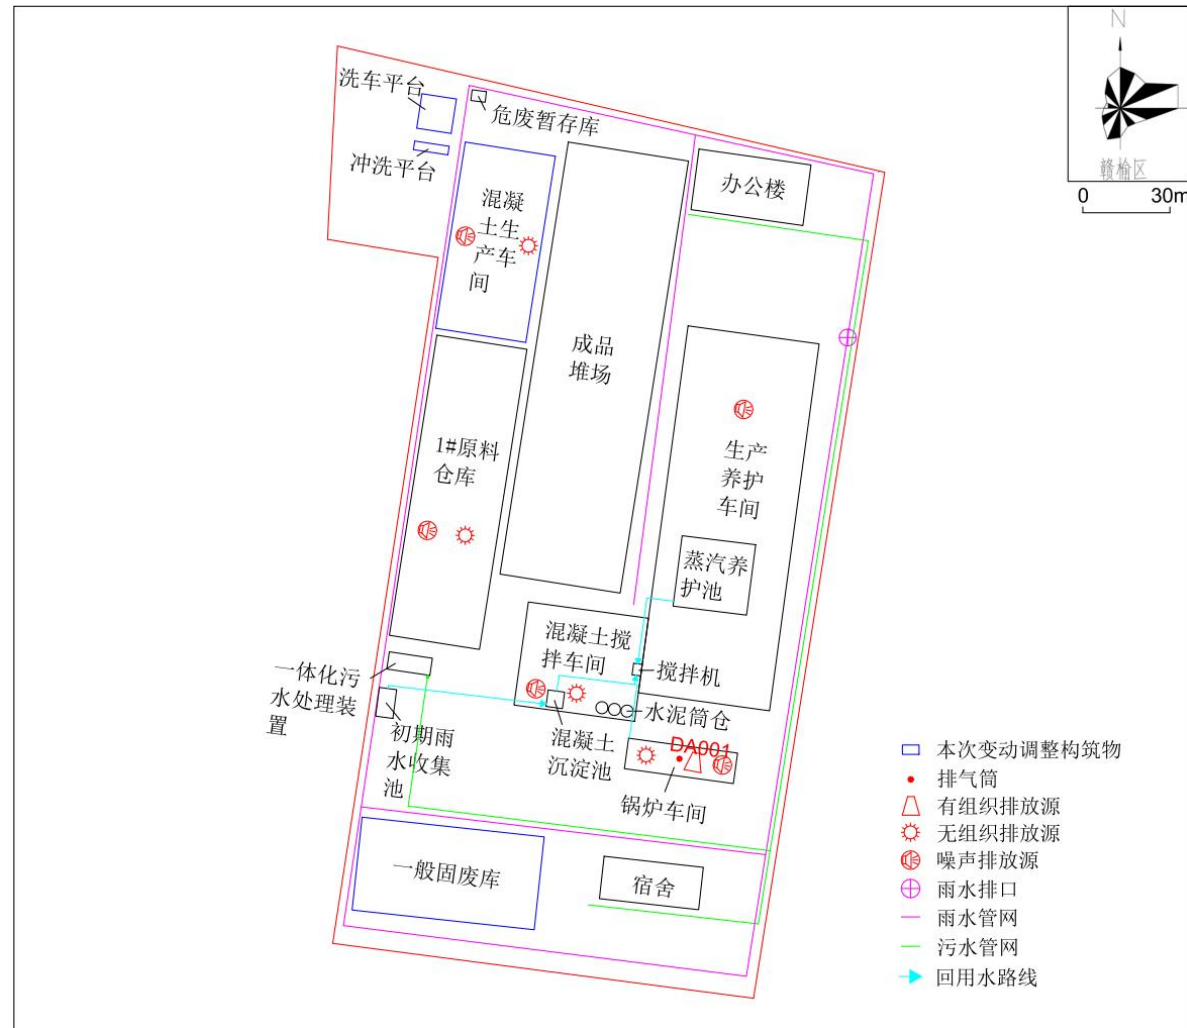 N
赣榆区
0 30m
洗车平台
危废暂存库
冲洗平台
办公楼
混凝
土生
产车
间
成品
堆场
1#原料
仓库
生产
养护
车间
蒸汽养
护池
混凝土搅
拌车间
搅拌机
一体化污
水处理装
置
水泥筒仓
初期雨
水收集
池
混凝土
沉淀池
DA001
锅炉车间
一般固废库
宿舍
本次变动调整构筑物
排气筒
有组织排放源
无组织排放源
噪声排放源
雨水排口
雨水管网
污水管网
回用水路线